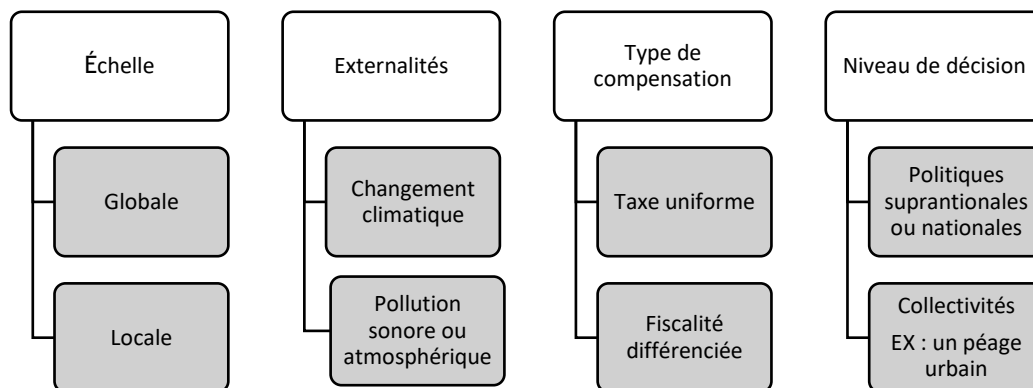 Échelle
Globale
Locale
Externalités
Changement
climatique
Pollution
sonore ou
atmosphérique
Type de
compensation
Taxe uniforme
Fiscalité
différenciée
Niveau de décision
Politiques
suprantionales
ou nationales
Collectivités
EX : un péage
urbain